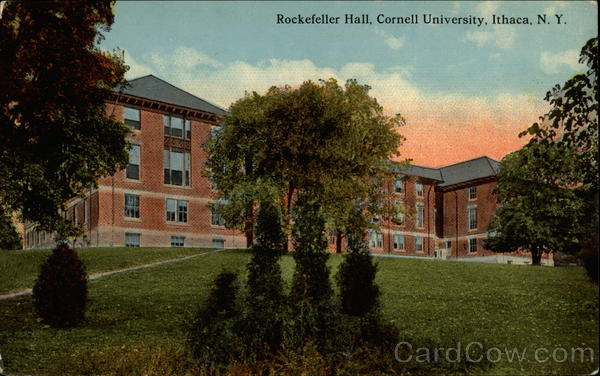 Rockefeller Hall, Cornell University, Ithaca, N. Y.
CardCow.com